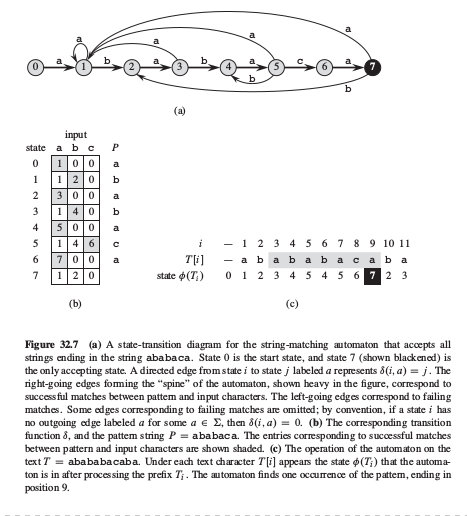 a a a a
0 a 1 b 2 a 3 b 4 a 5 c 6 a 7
b
b
(a)
input
state a b c P
0 1 0 0 a
1 1 2 0 b
2 3 0 0 a
3 1 4 0 b
4 5 0 0 a
5 1 4 6 c
6 7 0 0 a
7 1 2 0
(b)
i — 1 2 3 4 5 6 7 8 9 10 11
T[i] — a b a b a b a c a b a
state ϕ(Tᵢ) 0 1 2 3 4 5 4 5 6 7 2 3
(c)
Figure 32.7 (a) A state-transition diagram for the string-matching automaton that accepts all
strings ending in the string ababaca. State 0 is the start state, and state 7 (shown blackened) is
the only accepting state. A directed edge from state i to state j labeled a represents δ(i, a) = j. The
right-going edges forming the “spine” of the automaton, shown heavy in the figure, correspond to
successful matches between pattern and input characters. The left-going edges correspond to failing
matches. Some edges corresponding to failing matches are omitted; by convention, if a state i has
no outgoing edge labeled a for some a ∈ Σ, then δ(i, a) = 0. (b) The corresponding transition
function δ, and the pattern string P = ababaca. The entries corresponding to successful matches
between pattern and input characters are shown shaded. (c) The operation of the automaton on the
text T = abababacaba. Under each text character T[i] appears the state ϕ(Tᵢ) that the automa-
ton is in after processing the prefix Tᵢ. The automaton finds one occurrence of the pattern, ending in
position 9.